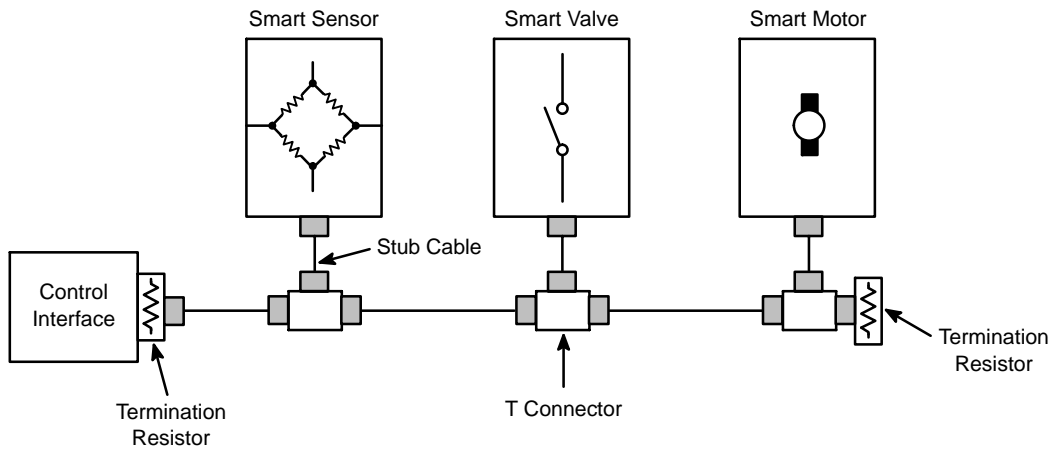 Smart Sensor
Smart Valve
Smart Motor
Stub Cable
Control
Interface
Termination
Resistor
T Connector
Termination
Resistor